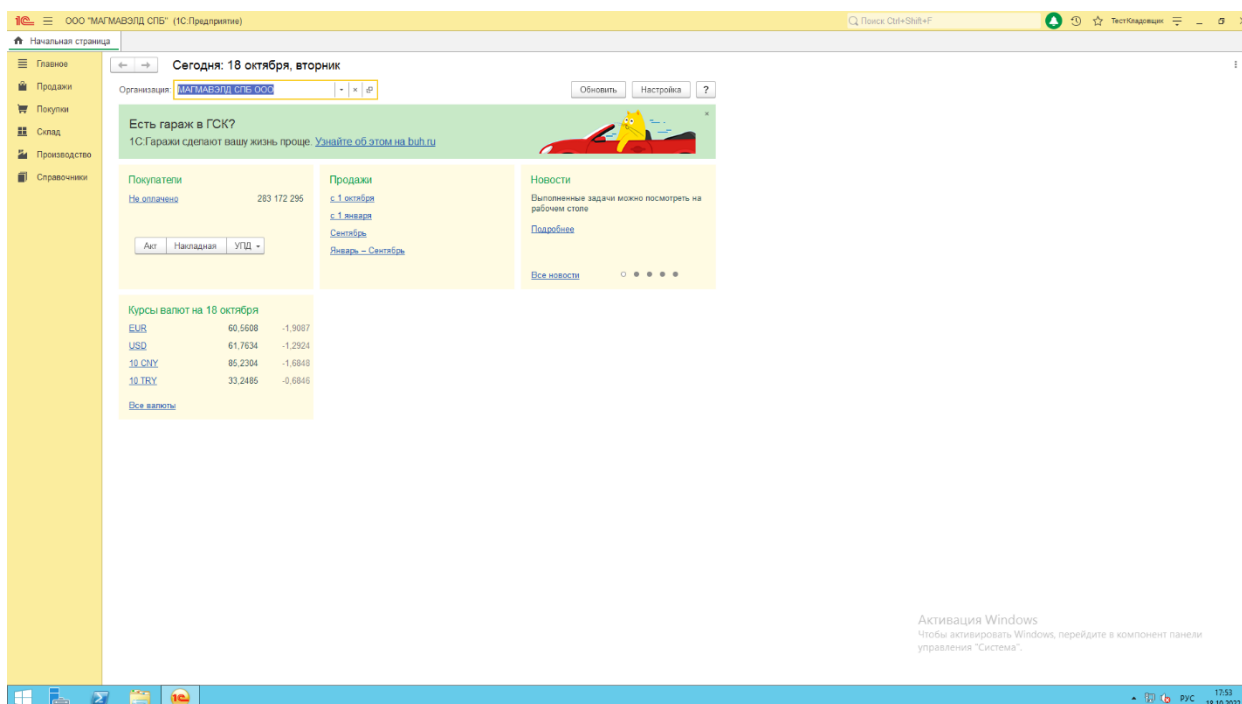 1С ООО "МАГМАВЭЛД СПБ" (1С:Предприятие) Поиск Ctrl+Shift+F ТестКладовщик
Начальная страница
Главное
Продажи
Покупки
Склад
Производство
Справочники
Сегодня: 18 октября, вторник
Организация: МАГМАВЭЛД СПБ ООО Обновить Настройка ?
Есть гараж в ГСК?
1С:Гаражи сделают вашу жизнь проще. Узнайте об этом на buh.ru
Покупатели
Не оплачено 283 172 295
Акт Накладная УПД
Продажи
с 1 октября
с 1 января
Сентябрь
Январь – Сентябрь
Новости
Выполненные задачи можно посмотреть на
рабочем столе
Подробнее
Все новости
Курсы валют на 18 октября
EUR 60,5608 -1,9087
USD 61,7634 -1,2924
10 CNY 85,2304 -1,6848
10 TRY 33,2485 -0,6846
Все валюты
Активация Windows
Чтобы активировать Windows, перейдите в компонент панели
управления "Система".
1С РУС 17:53
18.10.2022